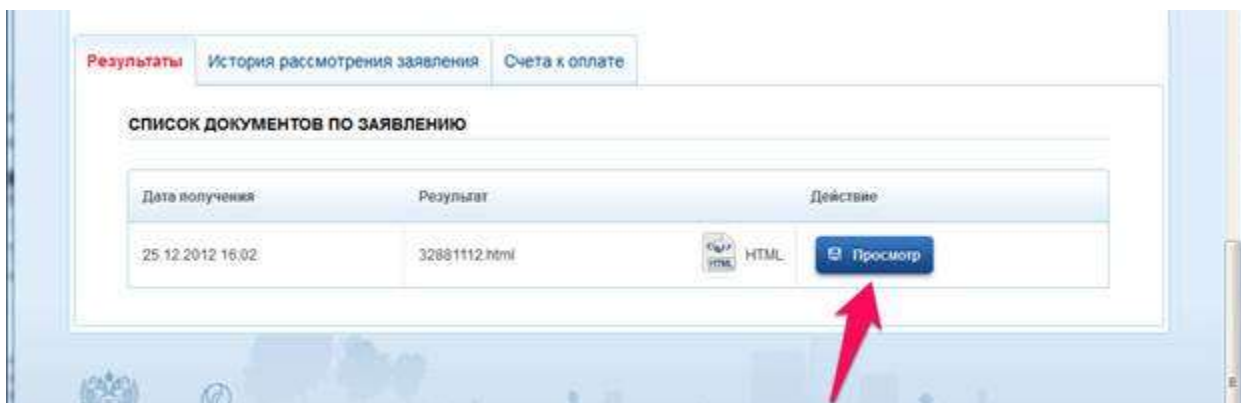 Результаты История рассмотрения заявления Счета к оплате
СПИСОК ДОКУМЕНТОВ ПО ЗАЯВЛЕНИЮ
Дата получения Результат Действие
25.12.2012 16:02 32881112.html HTML HTML Просмотр